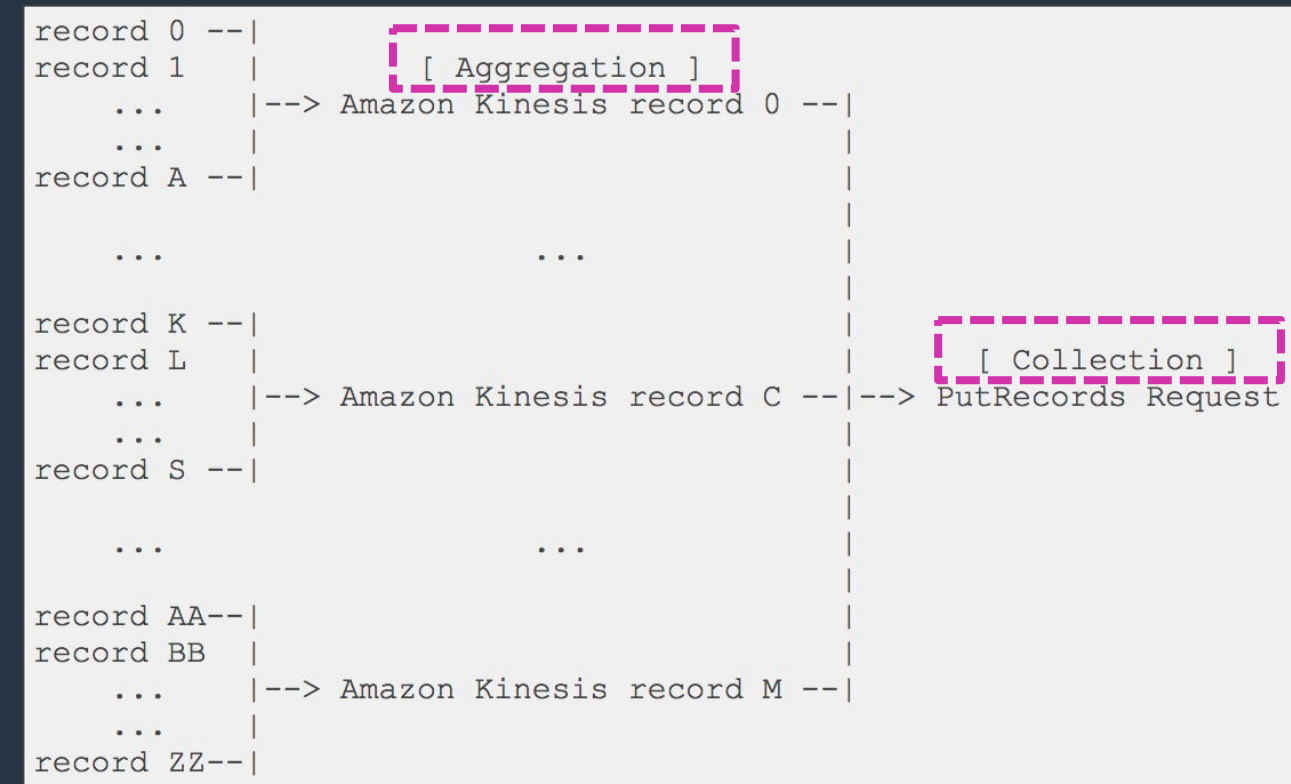 record 0 --|
record 1   |         [ Aggregation ]
    ...    |--> Amazon Kinesis record 0 --|
    ...    |                              |
record A --|                              |
                                          |
    ...                 ...               |
                                          |
record K --|                              |
record L   |                              |      [ Collection ]
    ...    |--> Amazon Kinesis record C --|--> PutRecords Request
    ...    |                              |
record S --|                              |
                                          |
    ...                 ...               |
                                          |
record AA--|                              |
record BB  |                              |
    ...    |--> Amazon Kinesis record M --|
    ...    |
record ZZ--|